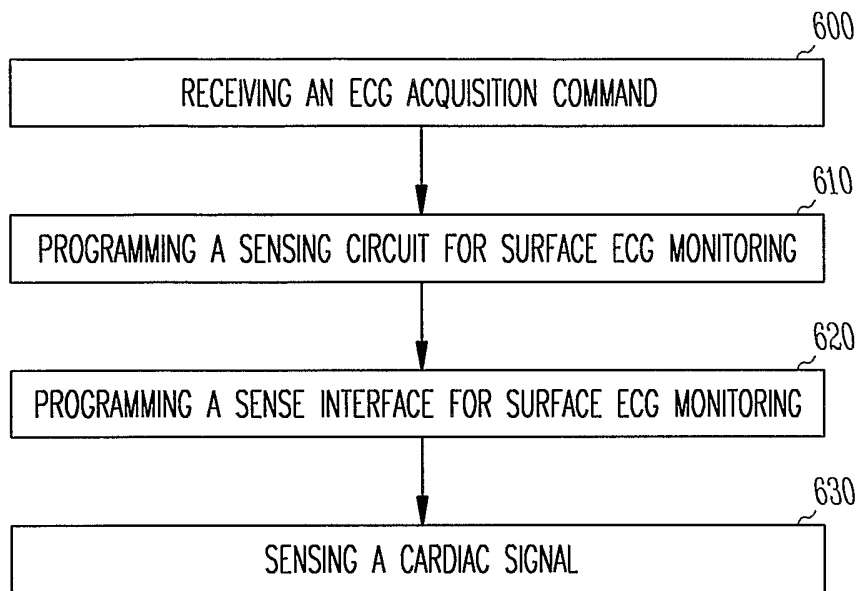 600
RECEIVING AN ECG ACQUISITION COMMAND
610
PROGRAMMING A SENSING CIRCUIT FOR SURFACE ECG MONITORING
620
PROGRAMMING A SENSE INTERFACE FOR SURFACE ECG MONITORING
630
SENSING A CARDIAC SIGNAL